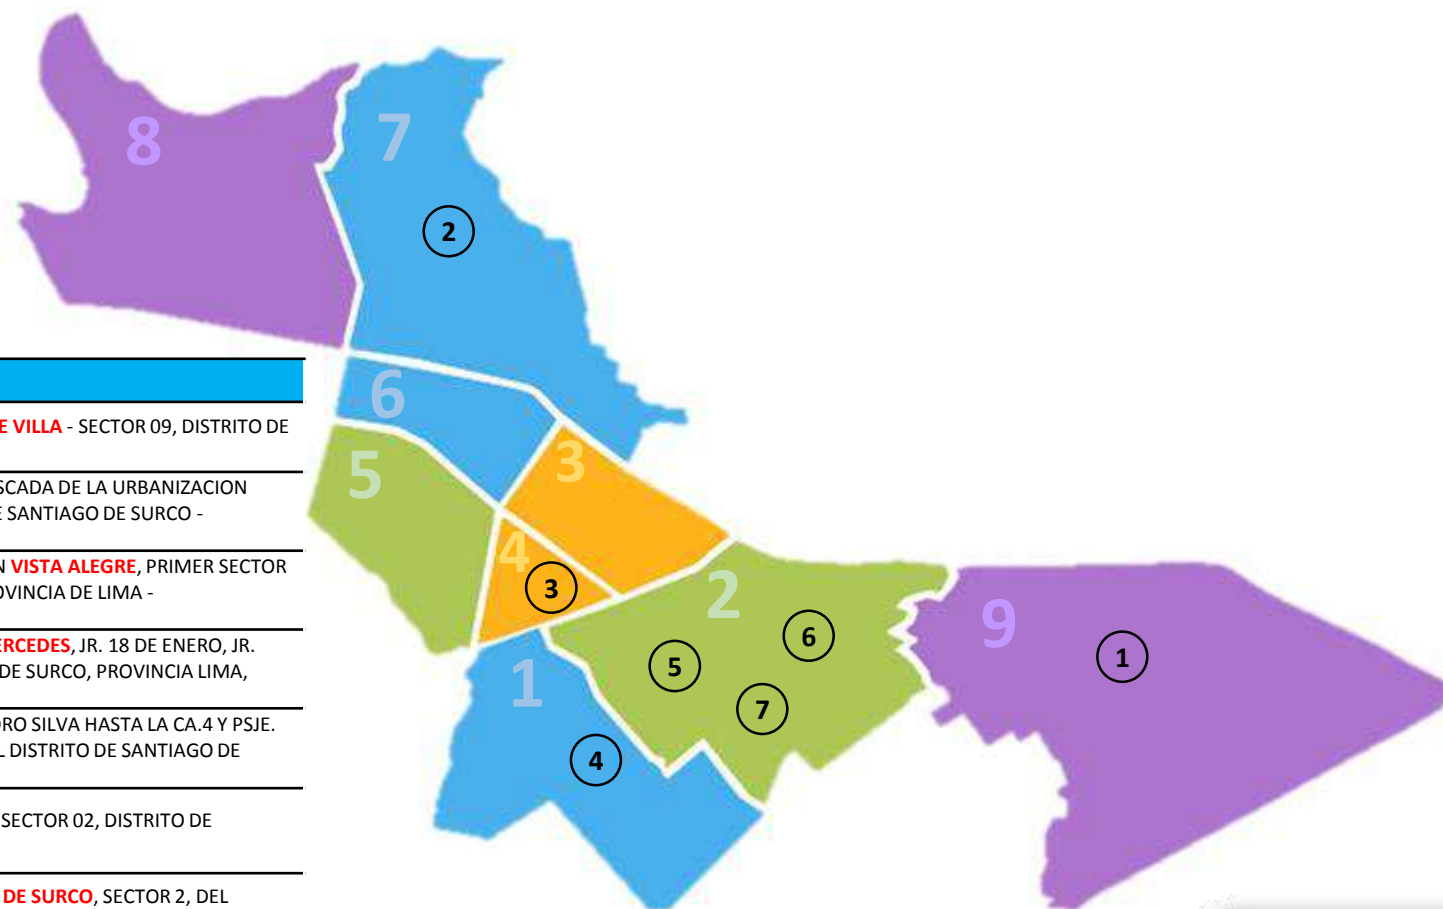 8
7
2
6
5
3
4
3
2
6
5
7
9
1
1
4
E VILLA - SECTOR 09, DISTRITO DE
SCADA DE LA URBANIZACION
E SANTIAGO DE SURCO -
N VISTA ALEGRE, PRIMER SECTOR
OVINCIA DE LIMA -
ERCEDES, JR. 18 DE ENERO, JR.
DE SURCO, PROVINCIA LIMA,
DRO SILVA HASTA LA CA.4 Y PSJE.
L DISTRITO DE SANTIAGO DE
SECTOR 02, DISTRITO DE
DE SURCO, SECTOR 2, DEL